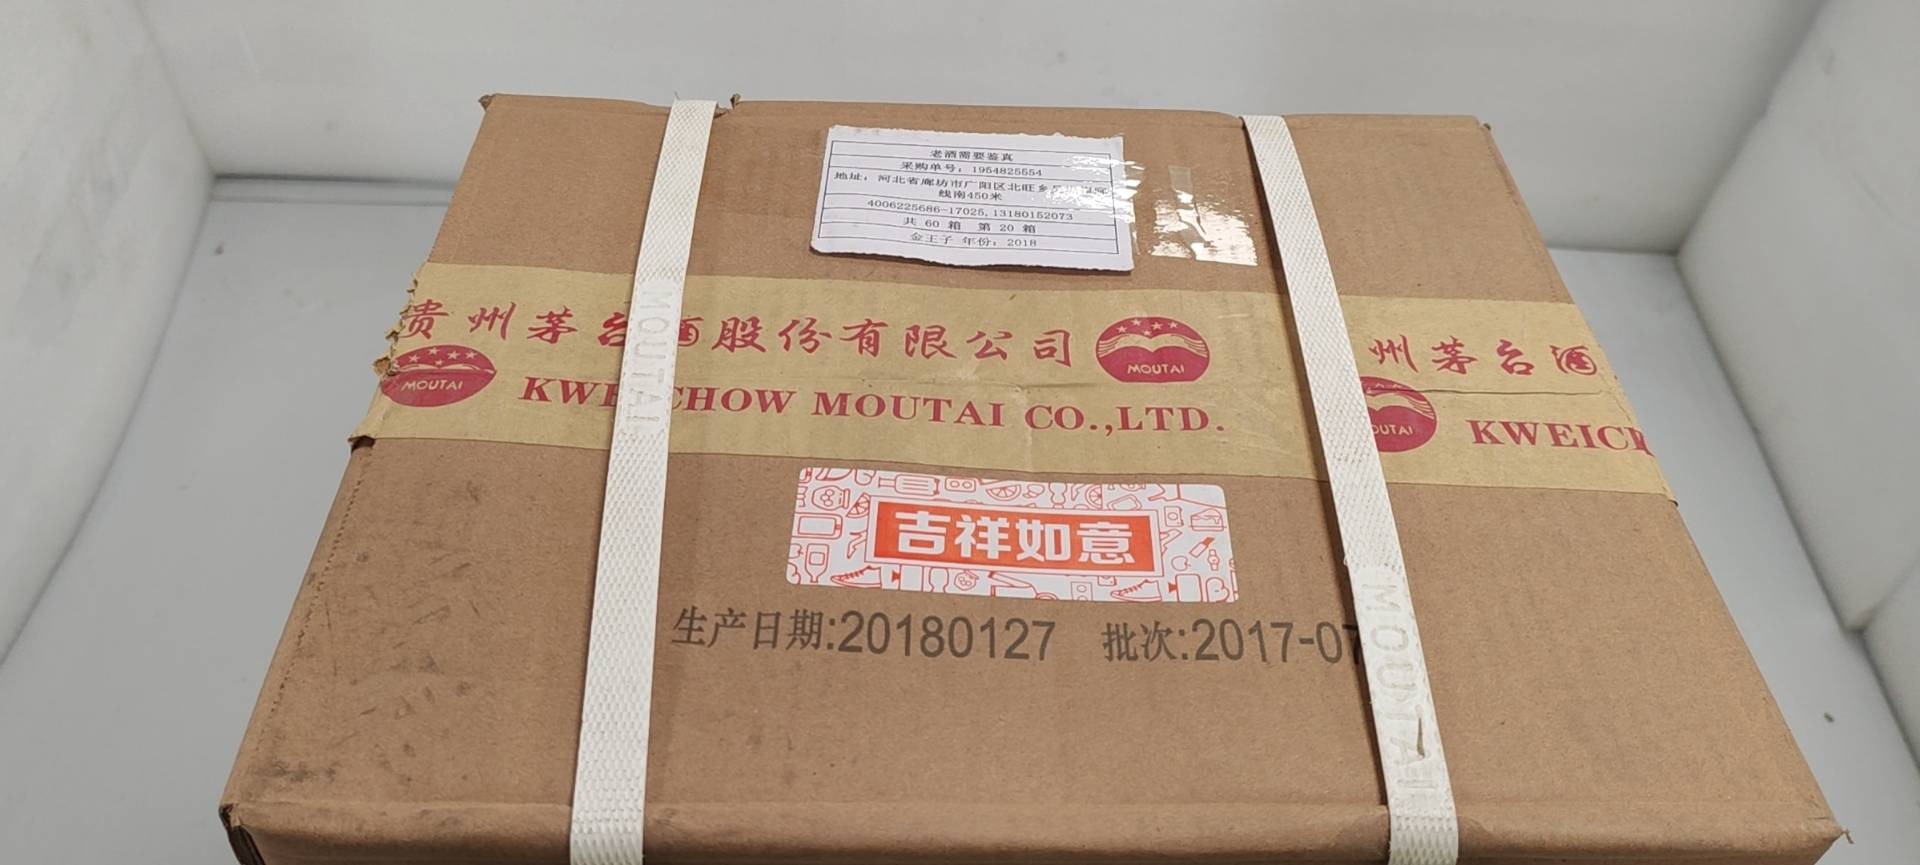 老酒需要鉴真
采购单号：1954825554
地址：河北省廊坊市广阳区北旺乡
线南450米
4006225686-17025,13180152073
共 60 箱 第 20 箱
金王子 年份：2018
贵州茅台酒股份有限公司
MOUTAI
MOUTAI
KWEICHOW MOUTAI CO.,LTD.
州茅台酒
MOUTAI
KWEICH
MOUTAI
吉祥如意
生产日期:20180127 批次:2017-07
MOUTAI